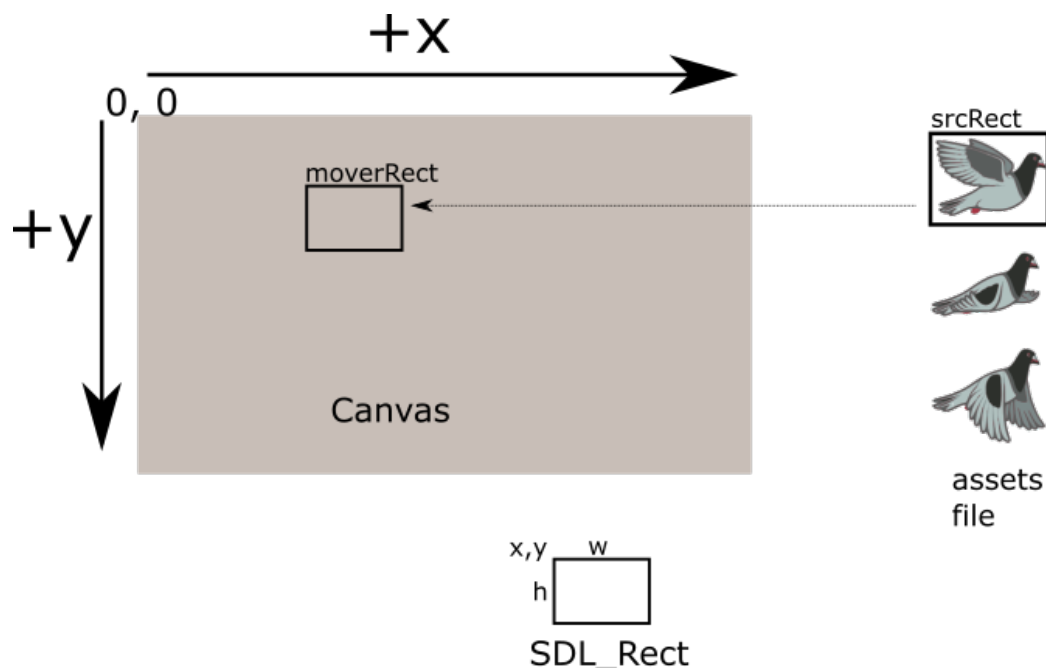 +x
0, 0
srcRect
moverRect
+y
Canvas
assets
file
x,y w
h
SDL_Rect